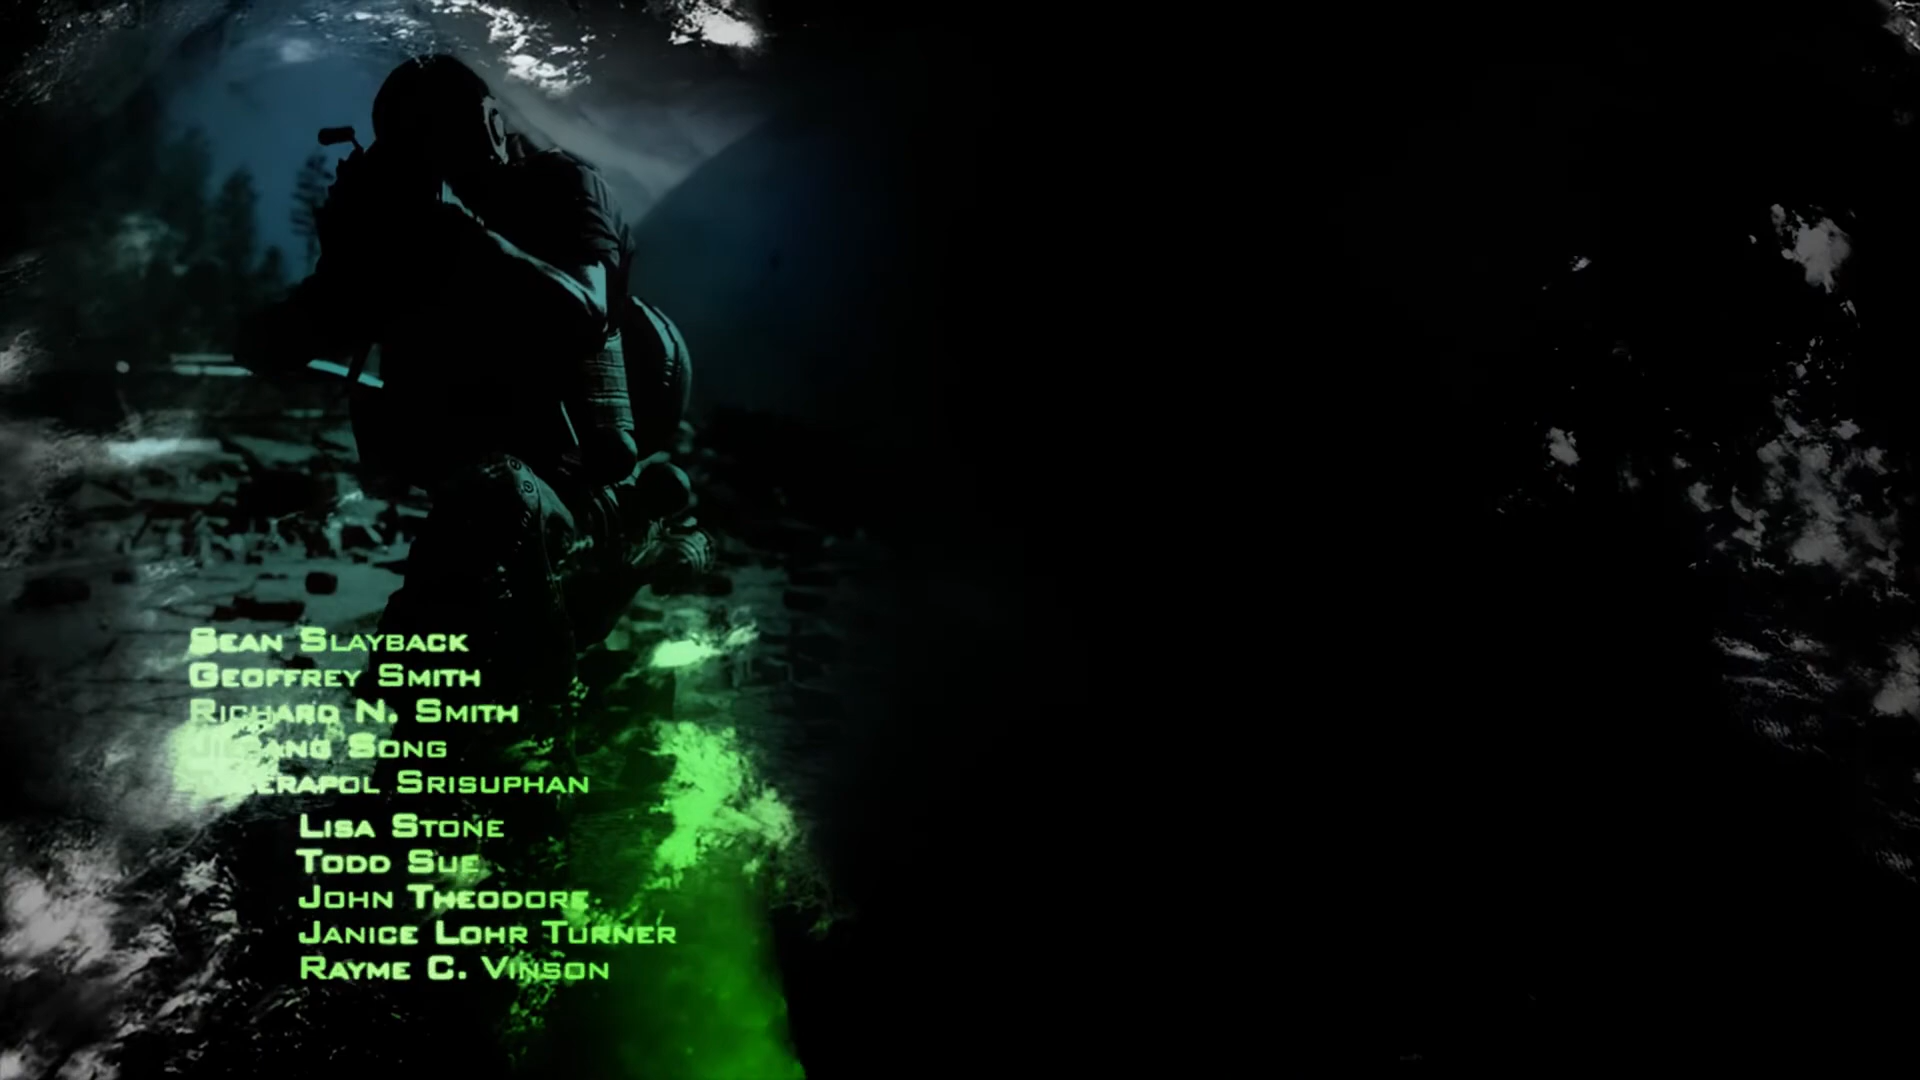 Sean Slayback
Geoffrey Smith
Richard N. Smith
Song
Srisuphan
Lisa Stone
Todd Sue
John Theodore
Janice Lohr Turner
Rayme C. Vinson